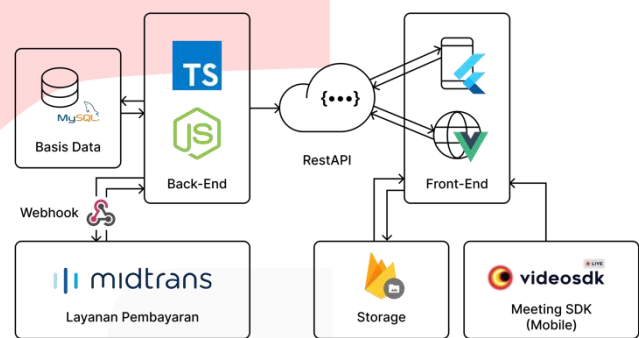 TS
MySQL
Basis Data
JS
Back-End
{•••}
RestAPI
Front-End
Webhook
midtrans
Layanan Pembayaran
Storage
LIVE
videosdk
Meeting SDK
(Mobile)